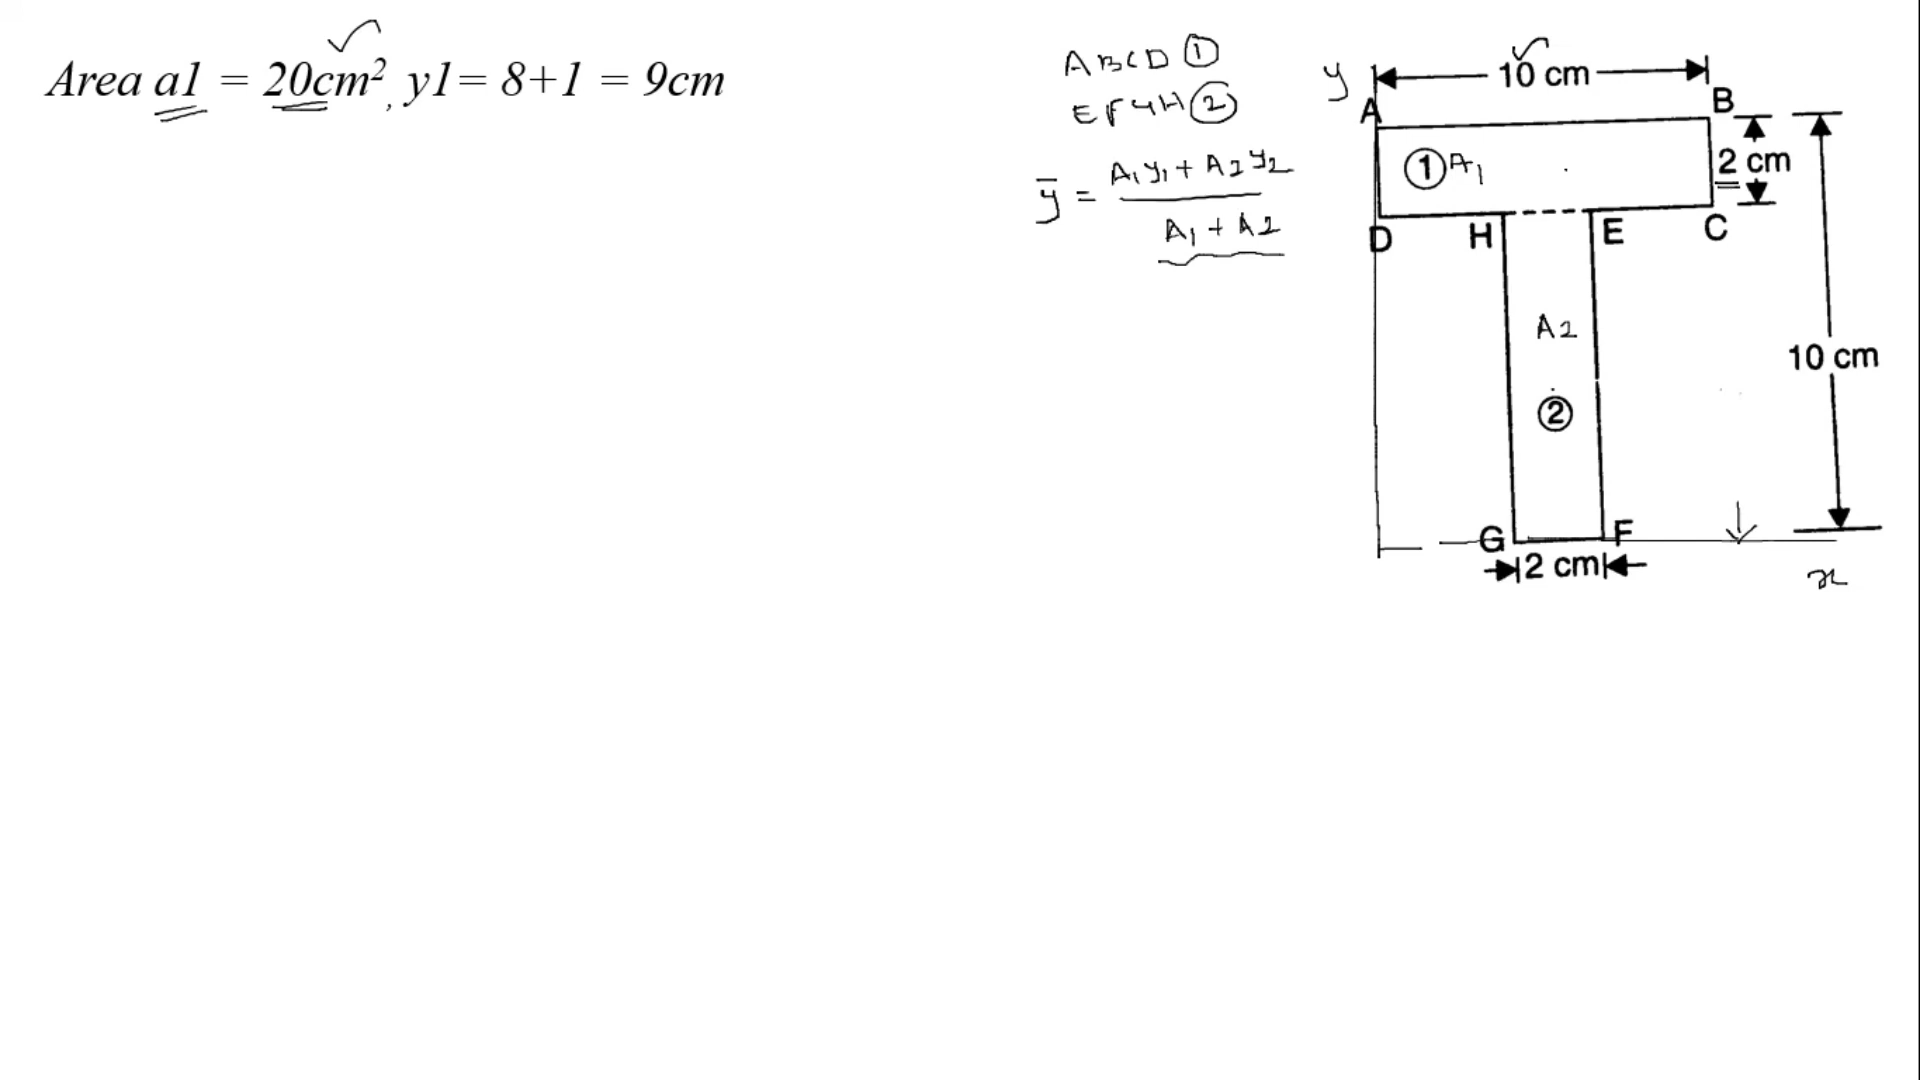 Area a1 = 20cm², y1= 8+1 = 9cm
ABCD ①
EFGH ②
ȳ = A₁y₁ + A2y2
A₁ + A2
y
10 cm
A
B
① A₁
2 cm
D
H
E
C
A2
10 cm
②
G
F
2 cm
x